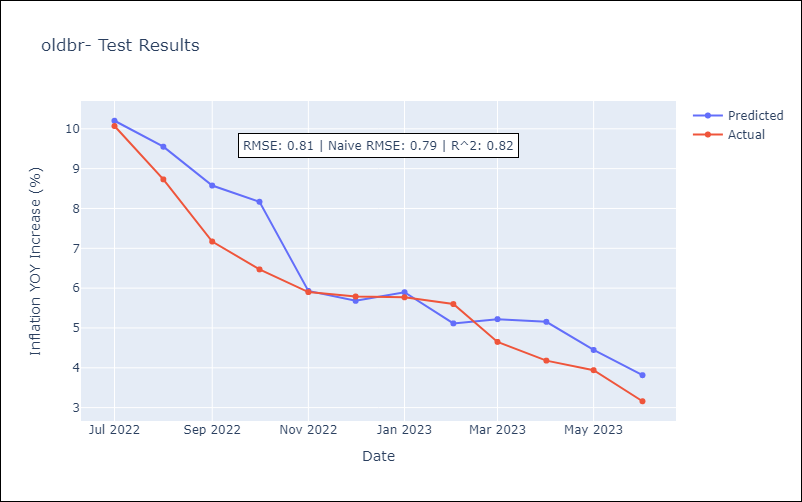 oldbr- Test Results
Predicted
Actual
RMSE: 0.81 | Naive RMSE: 0.79 | R^2: 0.82
Inflation YOY Increase (%)
10
9
8
7
6
5
4
3
Jul 2022
Sep 2022
Nov 2022
Jan 2023
Mar 2023
May 2023
Date